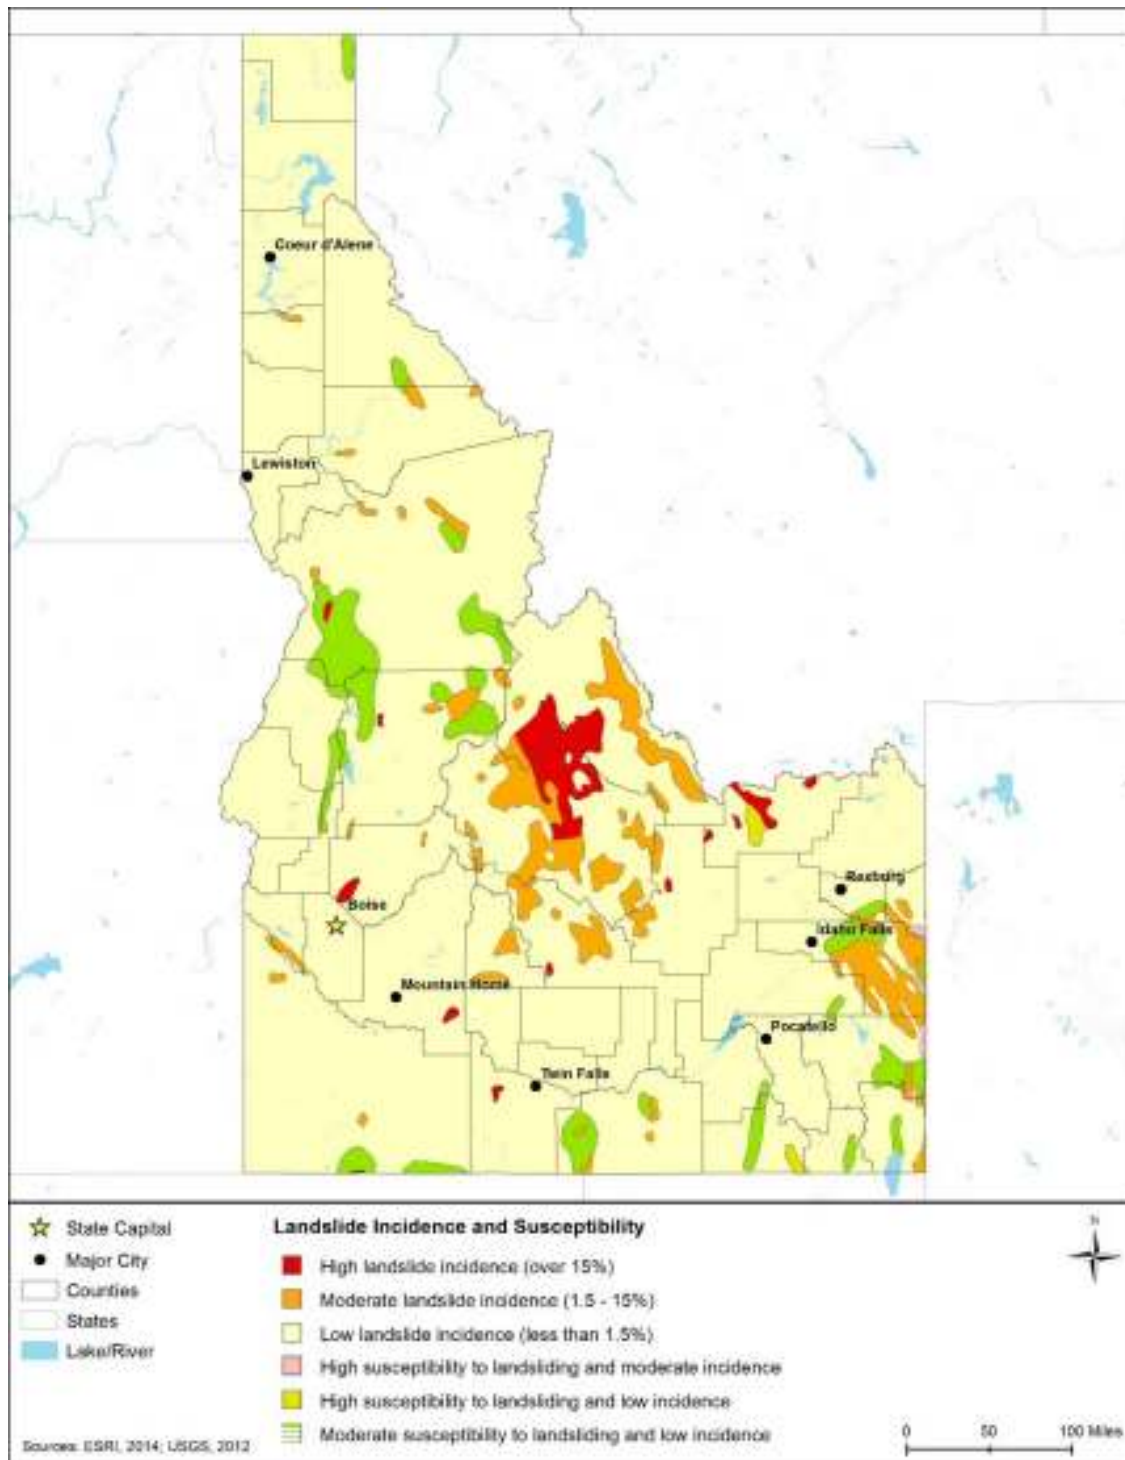 Coeur d'Alene
Lewiston
Boise
Rexburg
Idaho Falls
Mountain Home
Pocatello
Twin Falls
State Capital
Major City
Counties
States
Lake/River
Sources: ESRI, 2014; USGS, 2012
Landslide Incidence and Susceptibility
High landslide incidence (over 15%)
Moderate landslide incidence (1.5 - 15%)
Low landslide incidence (less than 1.5%)
High susceptibility to landsliding and moderate incidence
High susceptibility to landsliding and low incidence
Moderate susceptibility to landsliding and low incidence
N
0 50 100 Miles